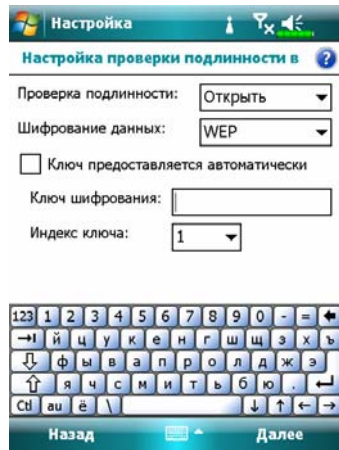 Настройка
Настройка проверки подлинности в
Проверка подлинности: Открыть
Шифрование данных: WEP
Ключ предоставляется автоматически
Ключ шифрования:
Индекс ключа: 1
123 1 2 3 4 5 6 7 8 9 0 - =
й ц у к е н г ш щ з х ъ
ф ы в а п р о л д ж э
я ч с м и т ь б ю .
Ctl au ё \
Назад Далее